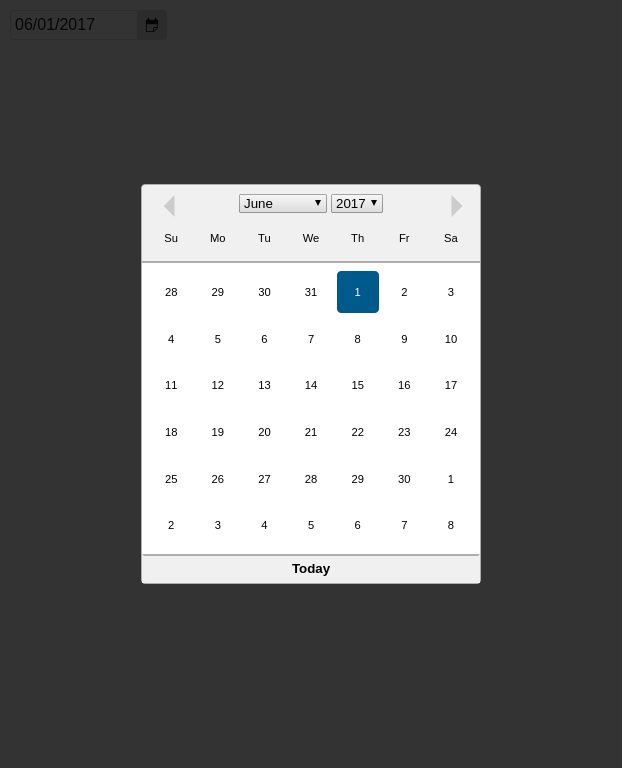 06/01/2017
June 2017
Su Mo Tu We Th Fr Sa
28 29 30 31 1 2 3
4 5 6 7 8 9 10
11 12 13 14 15 16 17
18 19 20 21 22 23 24
25 26 27 28 29 30 1
2 3 4 5 6 7 8
Today